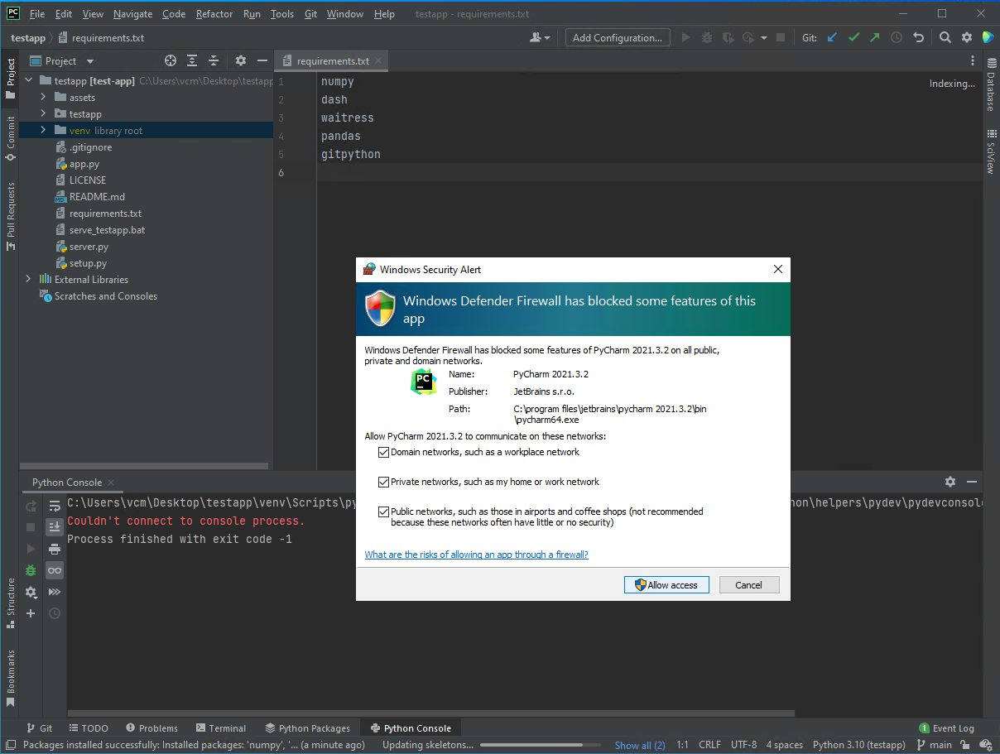 PC File Edit View Navigate Code Refactor Run Tools Git Window Help testapp - requirements.txt
testapp requirements.txt Add Configuration... Git:
Project
Project
requirements.txt
testapp [test-app] C:\Users\vcm\Desktop\testapp
assets
testapp
venv library root
.gitignore
app.py
LICENSE
MD README.md
requirements.txt
serve_testapp.bat
server.py
setup.py
External Libraries
Scratches and Consoles
Commit
Pull Requests
1 numpy
2 dash
3 waitress
4 pandas
5 gitpython
6
Indexing...
Database
SciView
Windows Security Alert
Windows Defender Firewall has blocked some features of this
app
Windows Defender Firewall has blocked some features of PyCharm 2021.3.2 on all public,
private and domain networks.
PC
Name: PyCharm 2021.3.2
Publisher: JetBrains s.r.o.
Path: C:\program files\jetbrains\pycharm 2021.3.2\bin
\pycharm64.exe
Allow PyCharm 2021.3.2 to communicate on these networks:
Domain networks, such as a workplace network
Private networks, such as my home or work network
Public networks, such as those in airports and coffee shops (not recommended
because these networks often have little or no security)
What are the risks of allowing an app through a firewall?
Allow access Cancel
Python Console
C:\Users\vcm\Desktop\testapp\venv\Scripts\py
on\helpers\pydev\pydevconsole
Couldn't connect to console process.
Process finished with exit code -1
Structure
Bookmarks
Git TODO Problems Terminal Python Packages Python Console 1 Event Log
Packages installed successfully: Installed packages: 'numpy', '... (a minute ago) Updating skeletons... Show all (2) 1:1 CRLF UTF-8 4 spaces Python 3.10 (testapp) main